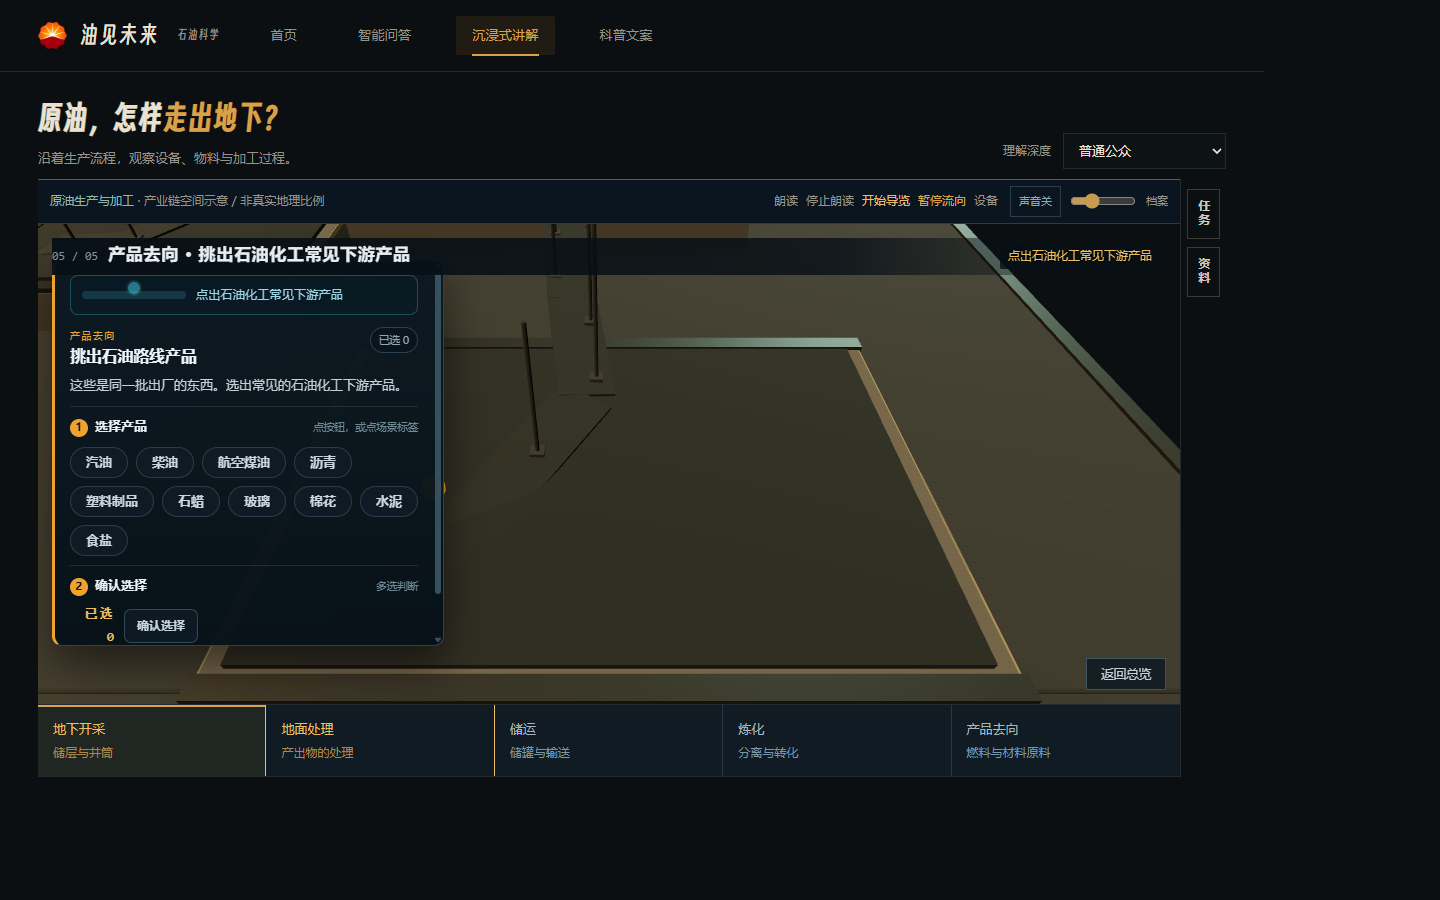 油见未来 石油科学 首页 智能问答 沉浸式讲解 科普文案
原油，怎样走出地下？
沿着生产流程，观察设备、物料与加工过程。
理解深度 普通公众
原油生产与加工 · 产业链空间示意 / 非真实地理比例
朗读 停止朗读 开始导览 暂停流向 设备 声音关 档案
任务
资料
05 / 05 产品去向 · 挑出石油化工常见下游产品
点出石油化工常见下游产品
点出石油化工常见下游产品
产品去向
已选 0
挑出石油路线产品
这些是同一批出厂的东西。选出常见的石油化工下游产品。
1 选择产品 点按钮，或点场景标签
汽油 柴油 航空煤油 沥青
塑料制品 石蜡 玻璃 棉花 水泥
食盐
2 确认选择 多选判断
已选 0 确认选择
返回总览
地下开采
储层与井筒
地面处理
产出物的处理
储运
储罐与输送
炼化
分离与转化
产品去向
燃料与材料原料